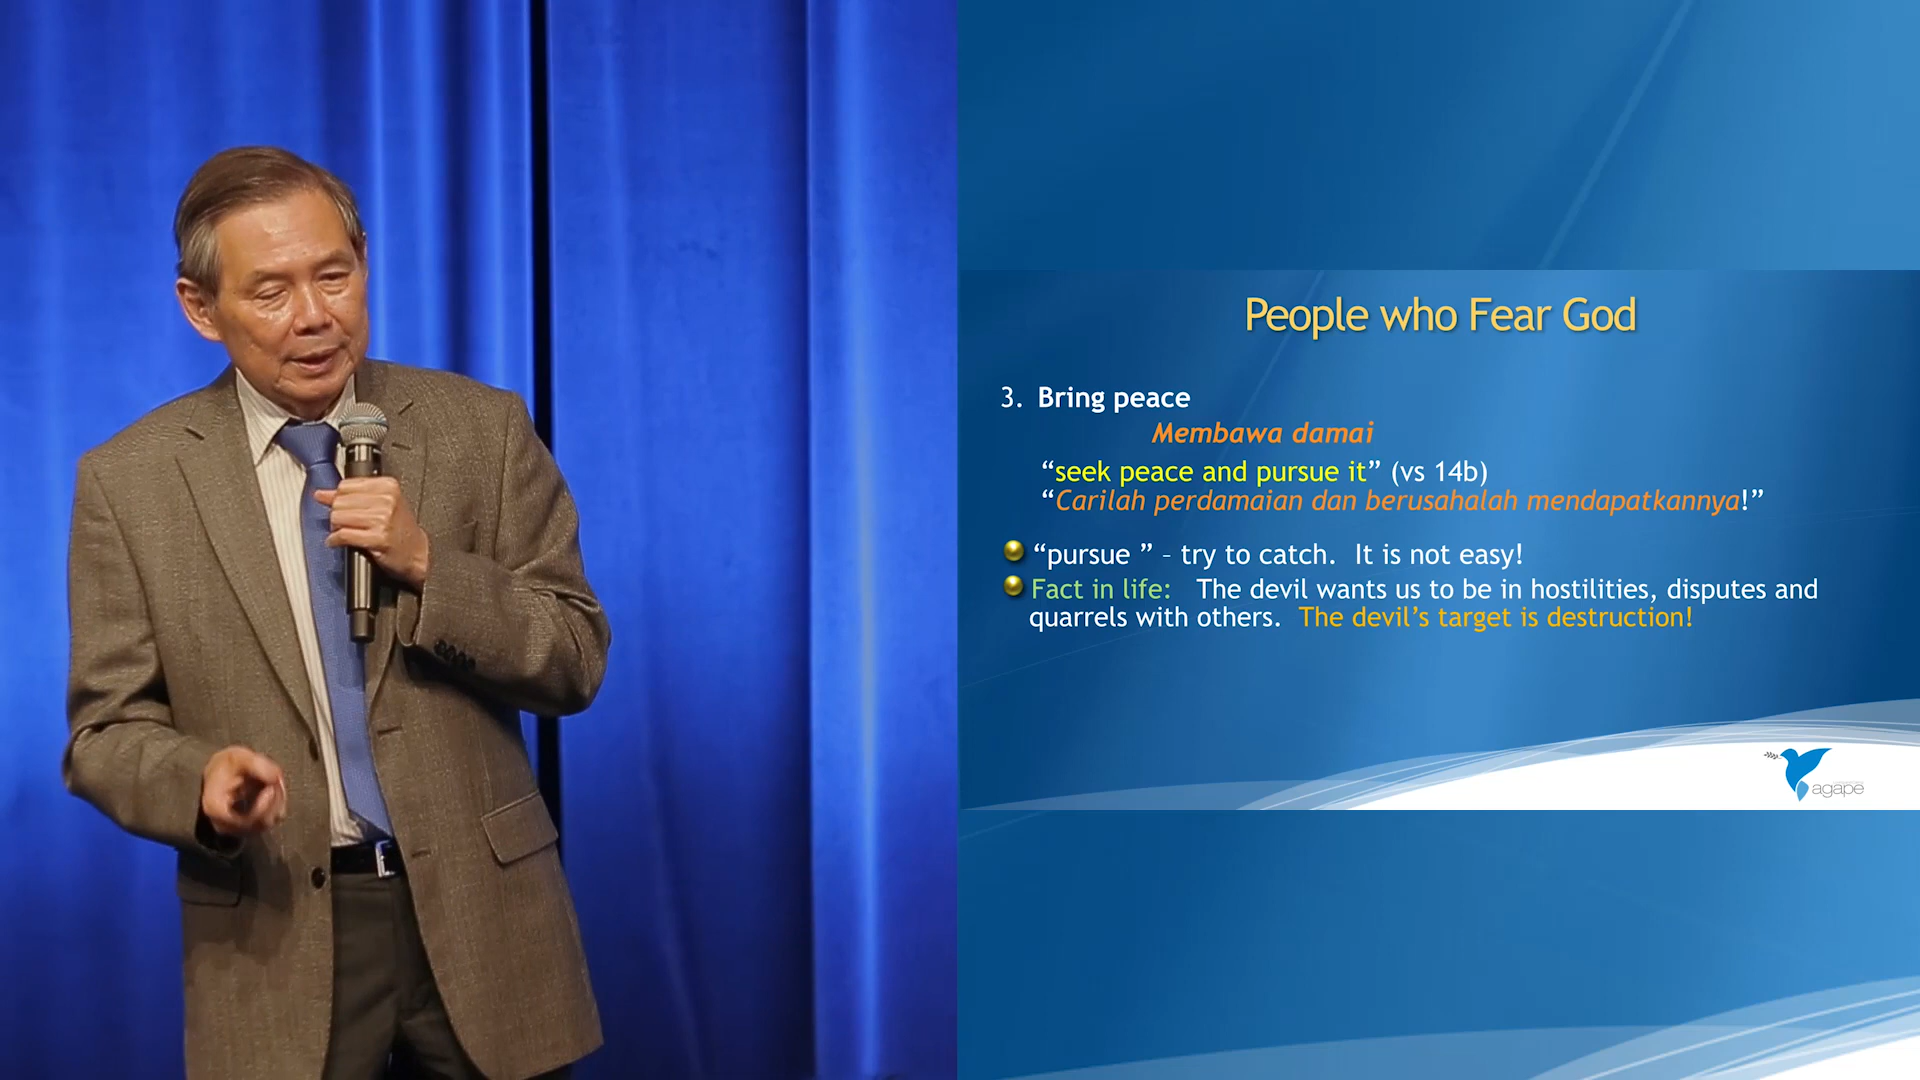 People who Fear God
3. Bring peace
Membawa damai
“seek peace and pursue it” (vs 14b)
“Carilah perdamaian dan berusahalah mendapatkannya!”
“pursue ” – try to catch.  It is not easy!
Fact in life:   The devil wants us to be in hostilities, disputes and
quarrels with others.  The devil’s target is destruction!
agape